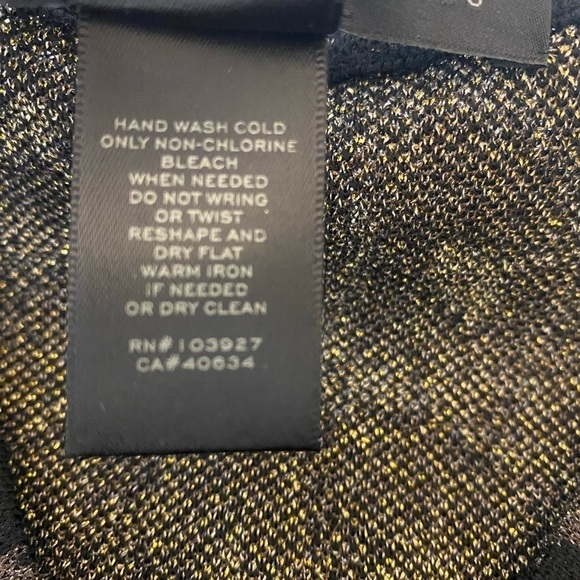 HAND WASH COLD
ONLY NON-CHLORINE
BLEACH
WHEN NEEDED
DO NOT WRING
OR TWIST
RESHAPE AND
DRY FLAT
WARM IRON
IF NEEDED
OR DRY CLEAN
RN#103927
CA#40634